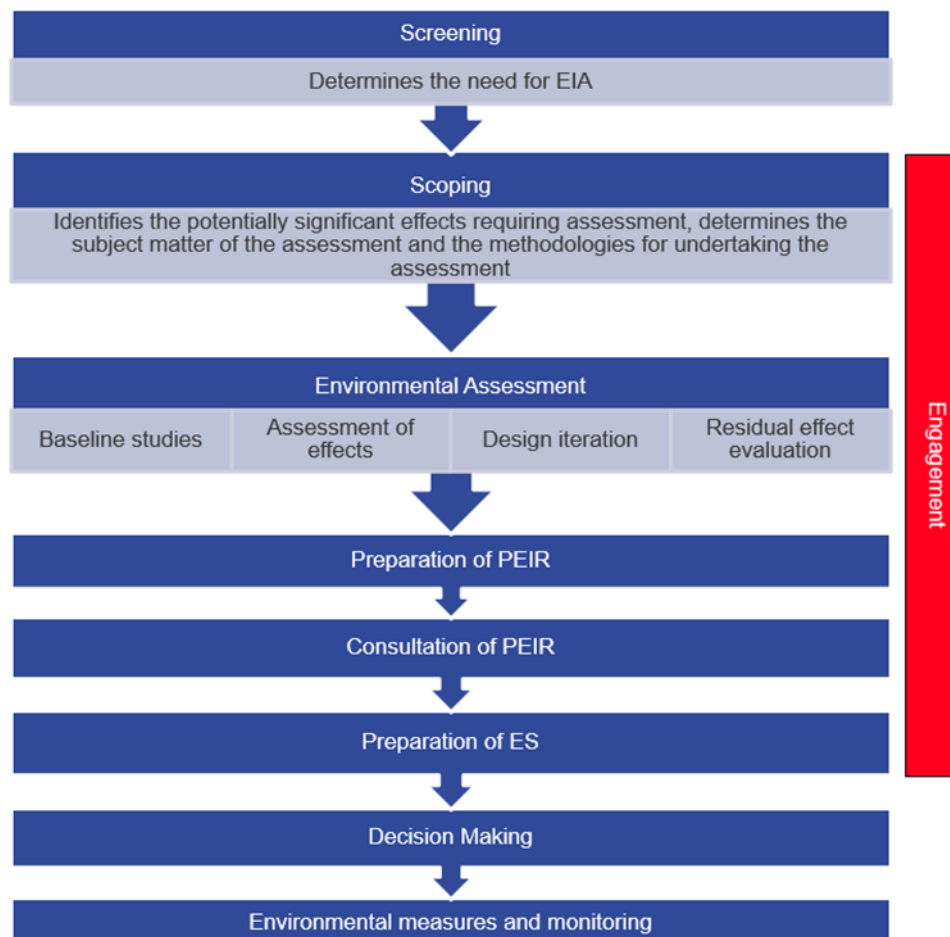 Screening
Determines the need for EIA
Scoping
Identifies the potentially significant effects requiring assessment, determines the
subject matter of the assessment and the methodologies for undertaking the
assessment
Environmental Assessment
Baseline studies
Assessment of
effects
Design iteration
Residual effect
evaluation
Preparation of PEIR
Consultation of PEIR
Preparation of ES
Decision Making
Environmental measures and monitoring
Engagement